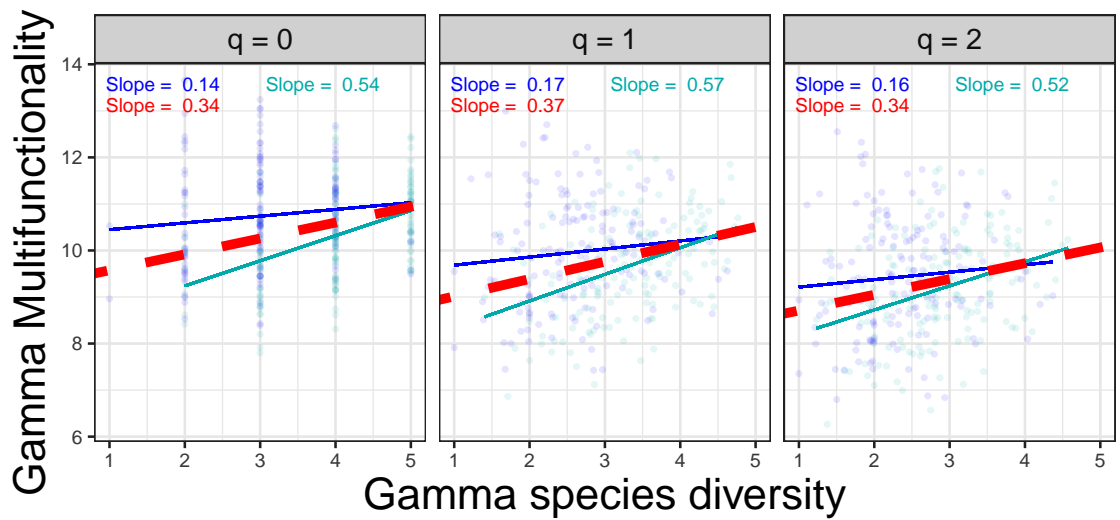 Gamma Multifunctionality
q = 0
q = 1
q = 2
14
12
10
8
6
Slope = 0.14
Slope = 0.54
Slope = 0.34
Slope = 0.17
Slope = 0.57
Slope = 0.37
Slope = 0.16
Slope = 0.52
Slope = 0.34
1 2 3 4 5
1 2 3 4 5
1 2 3 4 5
Gamma species diversity